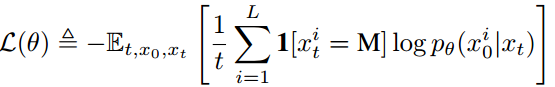 $\mathcal{L}(\theta) \triangleq -\mathbb{E}_{t,x_0,x_t}\left[\frac{1}{t}\sum_{i=1}^{L}\mathbf{1}[x_t^i = \mathrm{M}]\log p_\theta(x_0^i|x_t)\right]$